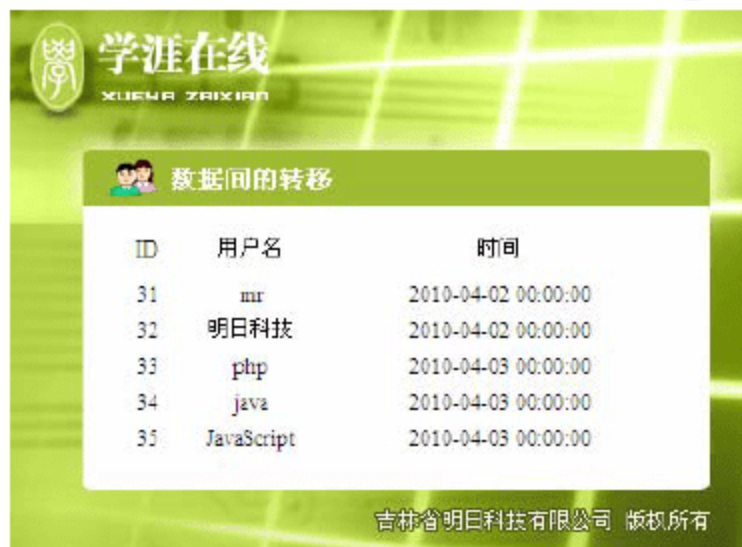 學
学涯在线
XUEYA ZAIXIAN
数据间的转移
ID 用户名 时间
31 mr 2010-04-02 00:00:00
32 明日科技 2010-04-02 00:00:00
33 php 2010-04-03 00:00:00
34 java 2010-04-03 00:00:00
35 JavaScript 2010-04-03 00:00:00
吉林省明日科技有限公司 版权所有